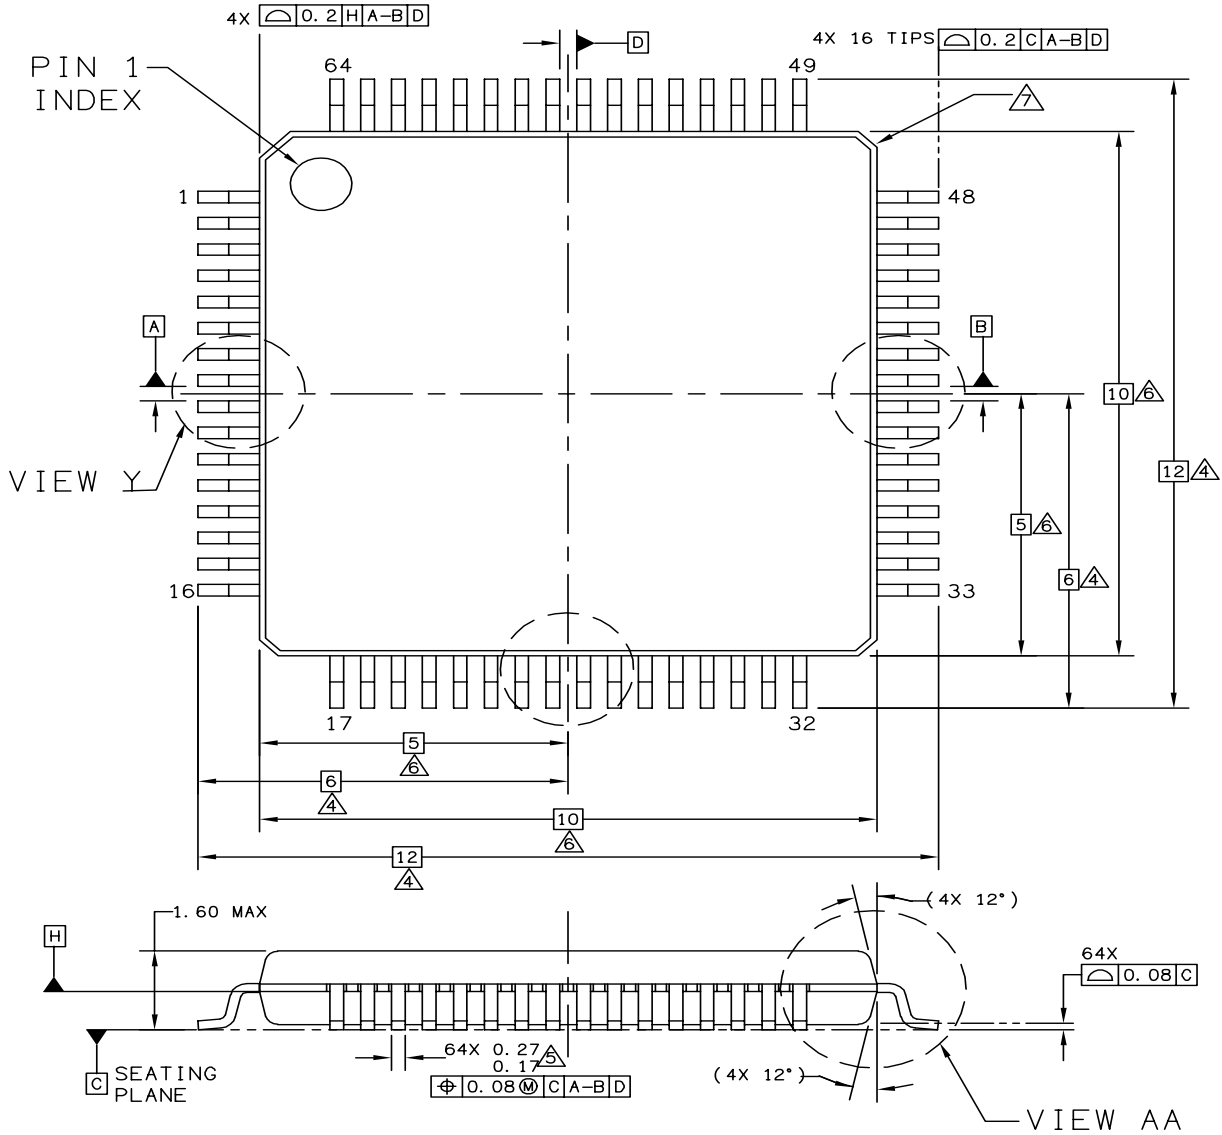 4X ⌓ 0.2 H A-B D
D
4X 16 TIPS ⌓ 0.2 C A-B D
PIN 1
INDEX
64
49
7
1
48
A
B
10 6
12 4
VIEW Y
5 6
6 4
16
33
17
32
5
6
6
4
10
6
12
4
(4X 12°)
1.60 MAX
H
64X
⌓ 0.08 C
64X 0.27
0.17 5
⌖ 0.08 Ⓜ C A-B D
(4X 12°)
C SEATING
PLANE
VIEW AA